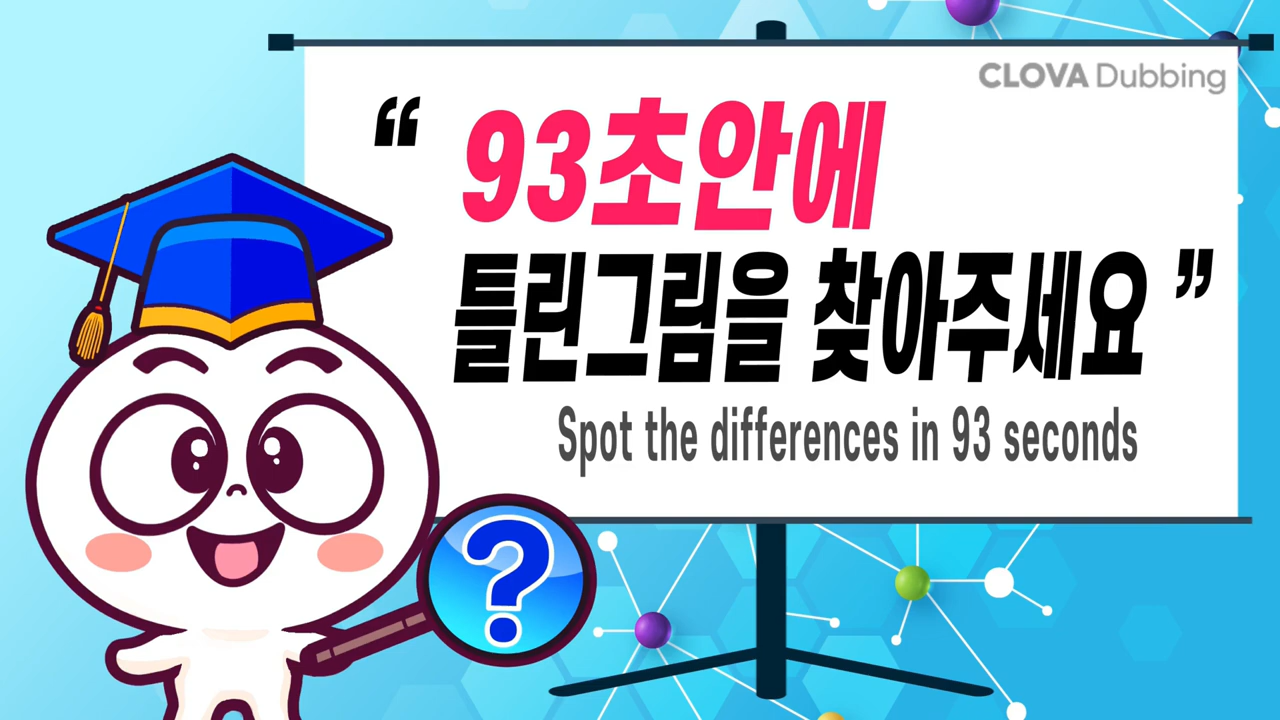 CLOVA Dubbing
“ 93초안에
틀린그림을 찾아주세요 ”
Spot the differences in 93 seconds
?